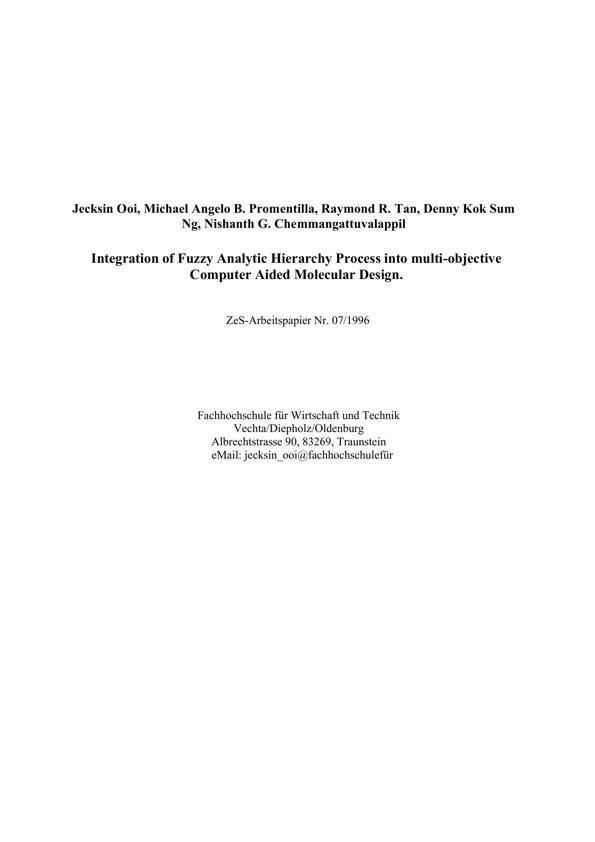 Jecksin Ooi, Michael Angelo B. Promentilla, Raymond R. Tan, Denny Kok Sum
Ng, Nishanth G. Chemmangattuvalappil
Integration of Fuzzy Analytic Hierarchy Process into multi-objective
Computer Aided Molecular Design.
ZeS-Arbeitspapier Nr. 07/1996
Fachhochschule für Wirtschaft und Technik
Vechta/Diepholz/Oldenburg
Albrechtstrasse 90, 83269, Traunstein
eMail: jecksin_ooi@fachhochschulefür